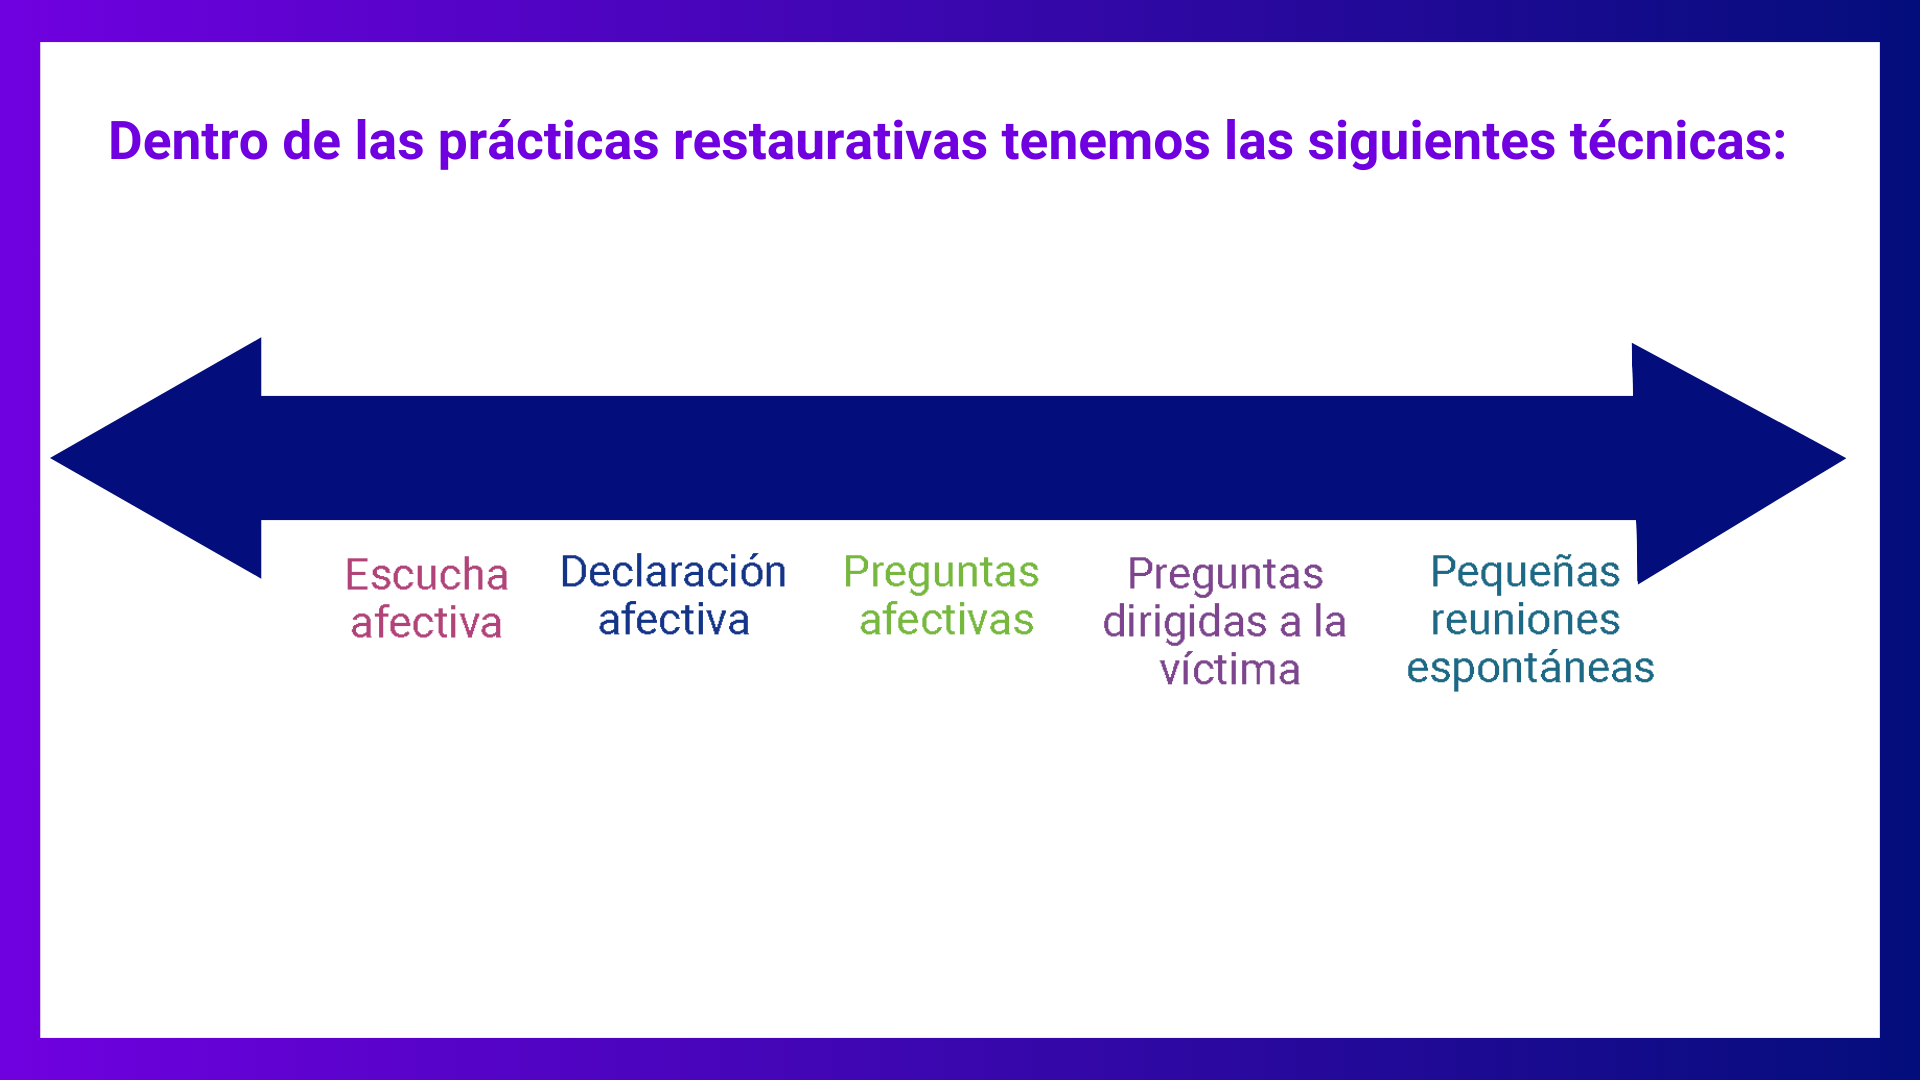 Dentro de las prácticas restaurativas tenemos las siguientes técnicas:
Escucha
afectiva
Declaración
afectiva
Preguntas
afectivas
Preguntas
dirigidas a la
víctima
Pequeñas
reuniones
espontáneas